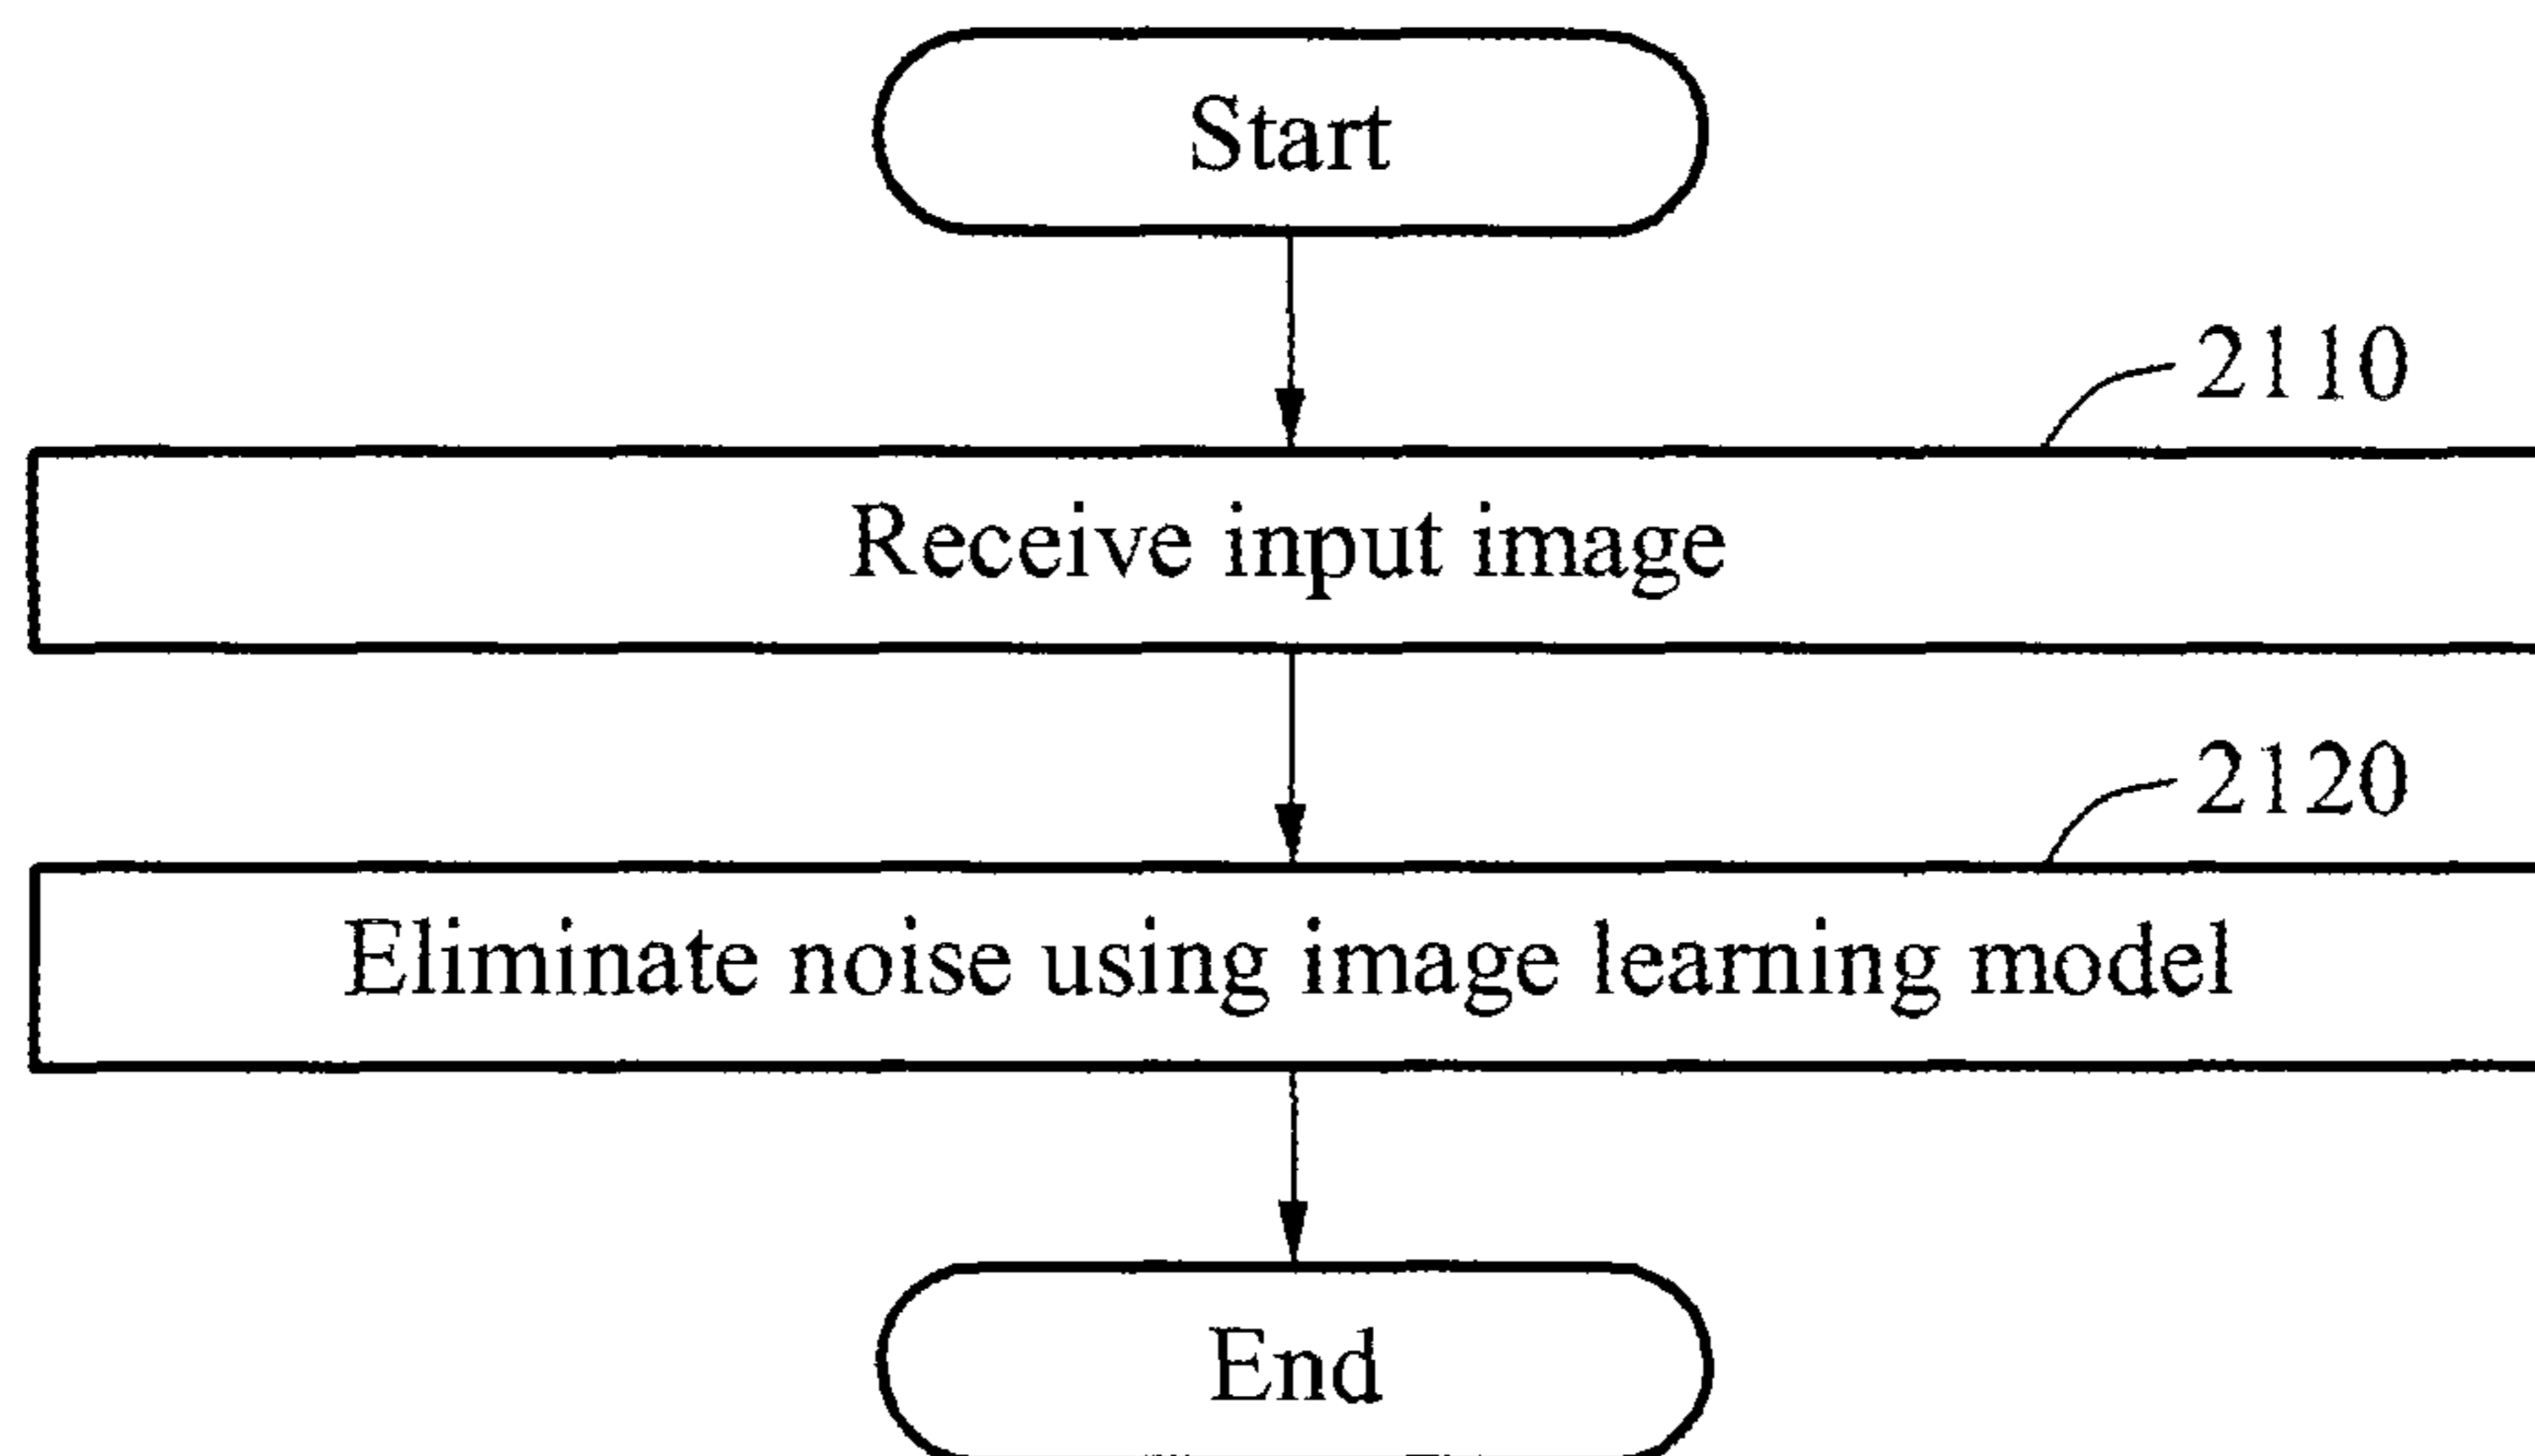 Start
2110
Receive input image
2120
Eliminate noise using image learning model
End